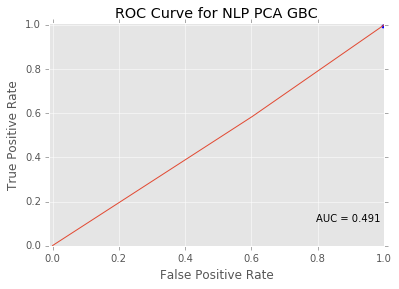 ROC Curve for NLP PCA GBC
True Positive Rate
1.0
0.8
0.6
0.4
0.2
0.0
AUC = 0.491
0.0 0.2 0.4 0.6 0.8 1.0
False Positive Rate